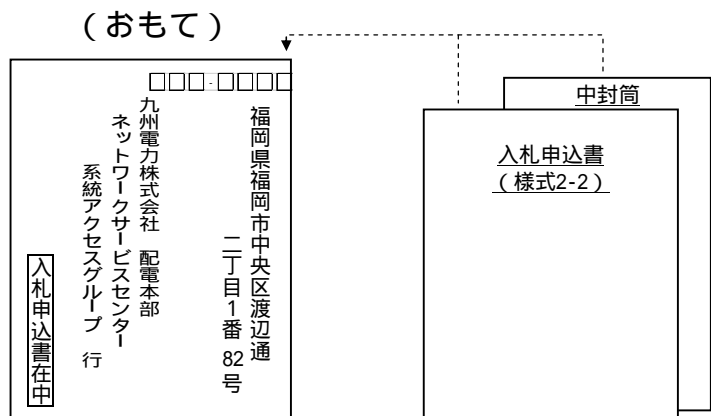 （おもて）
□□□-□□□□
福岡県福岡市中央区渡辺通
二丁目1番 82号
九州電力株式会社 配電本部
ネットワークサービスセンター
系統アクセスグループ 行
入札申込書在中
中封筒
入札申込書
（様式2-2）